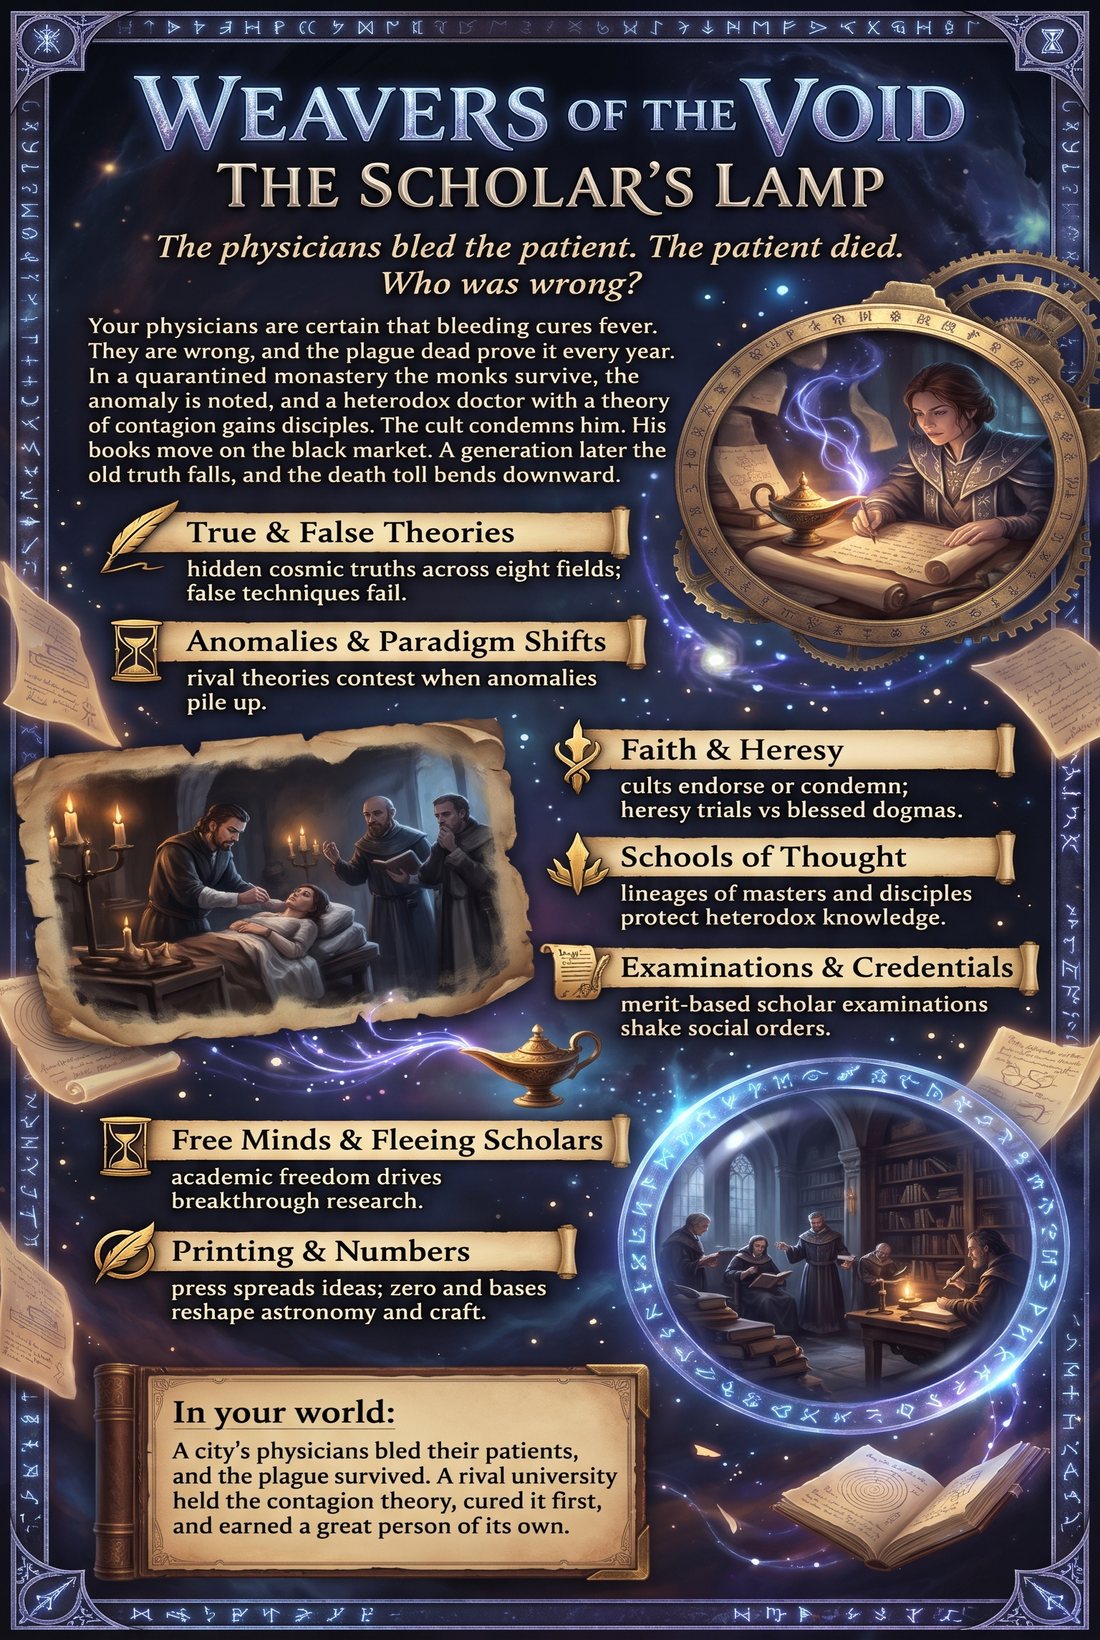 WEAVERS OF THE VOID
THE SCHOLAR'S LAMP
The physicians bled the patient. The patient died.
Who was wrong?
Your physicians are certain that bleeding cures fever.
They are wrong, and the plague dead prove it every year.
In a quarantined monastery the monks survive, the
anomaly is noted, and a heterodox doctor with a theory
of contagion gains disciples. The cult condemns him. His
books move on the black market. A generation later the
old truth falls, and the death toll bends downward.
True & False Theories
hidden cosmic truths across eight fields;
false techniques fail.
Anomalies & Paradigm Shifts
rival theories contest when anomalies
pile up.
Faith & Heresy
cults endorse or condemn;
heresy trials vs blessed dogmas.
Schools of Thought
lineages of masters and disciples
protect heterodox knowledge.
Examinations & Credentials
merit-based scholar examinations
shake social orders.
Free Minds & Fleeing Scholars
academic freedom drives
breakthrough research.
Printing & Numbers
press spreads ideas; zero and bases
reshape astronomy and craft.
In your world:
A city's physicians bled their patients,
and the plague survived. A rival university
held the contagion theory, cured it first,
and earned a great person of its own.